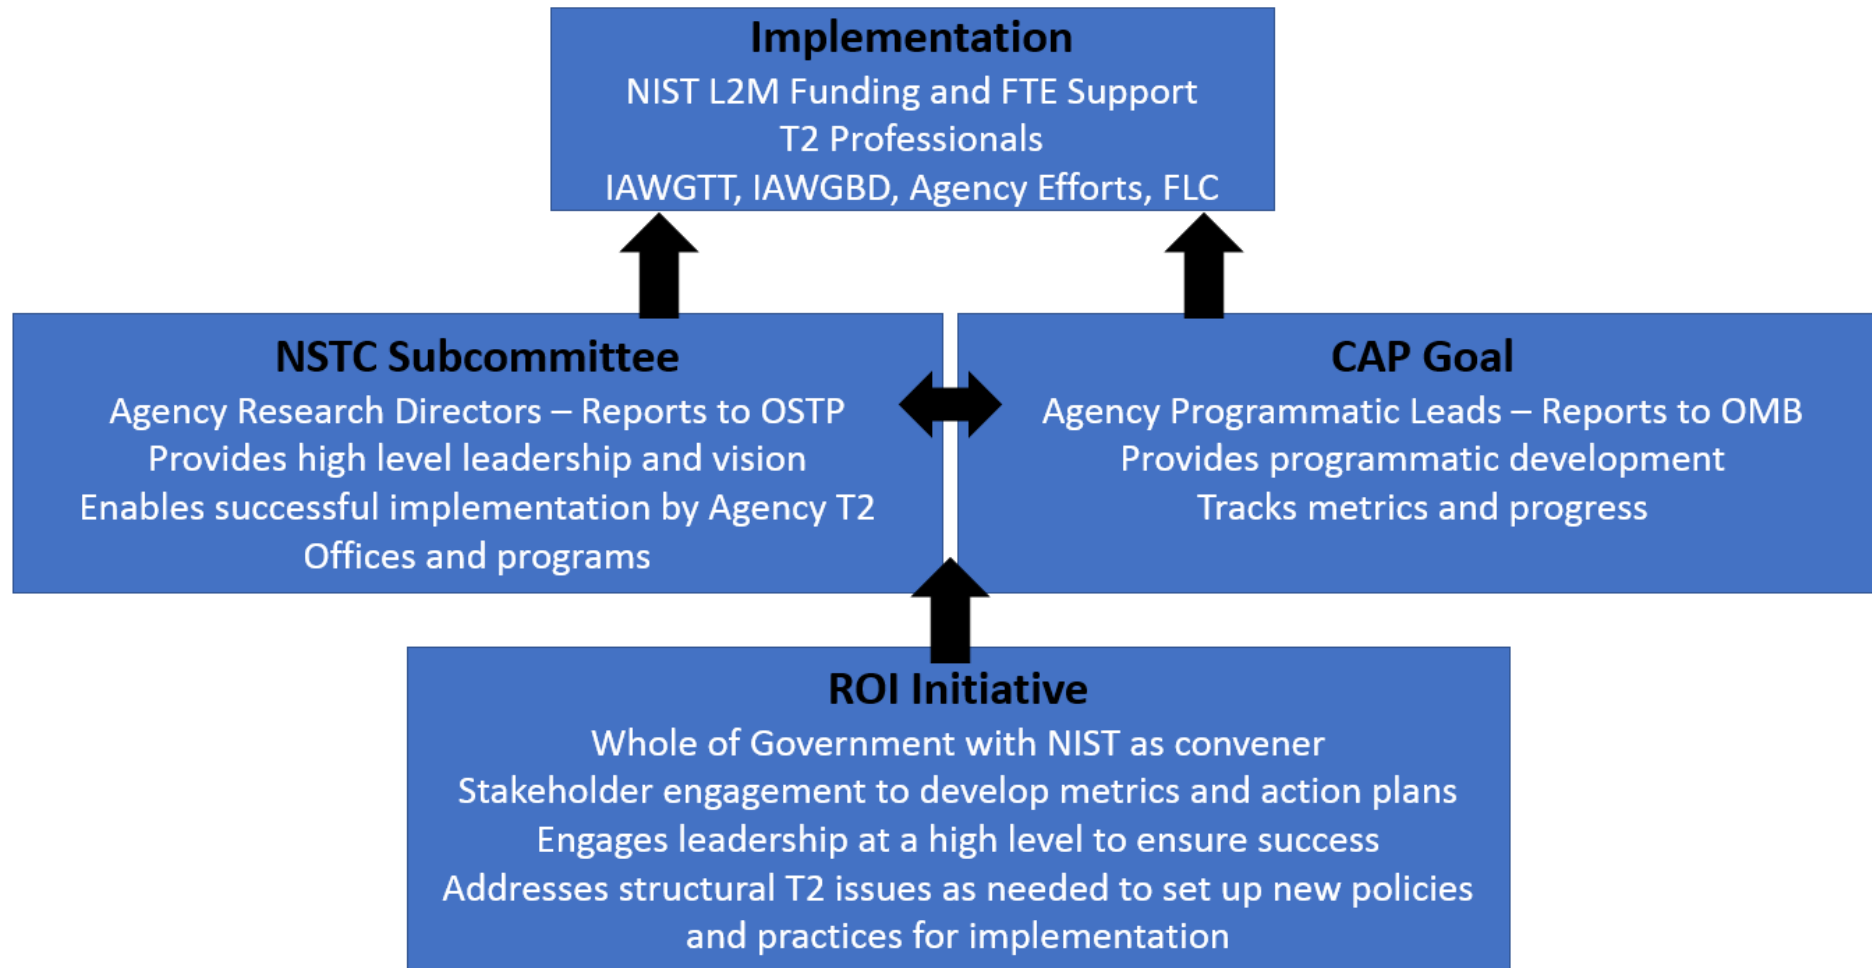 Implementation
NIST L2M Funding and FTE Support
T2 Professionals
IAWGTT, IAWGBD, Agency Efforts, FLC
NSTC Subcommittee
Agency Research Directors – Reports to OSTP
Provides high level leadership and vision
Enables successful implementation by Agency T2
Offices and programs
CAP Goal
Agency Programmatic Leads – Reports to OMB
Provides programmatic development
Tracks metrics and progress
ROI Initiative
Whole of Government with NIST as convener
Stakeholder engagement to develop metrics and action plans
Engages leadership at a high level to ensure success
Addresses structural T2 issues as needed to set up new policies
and practices for implementation